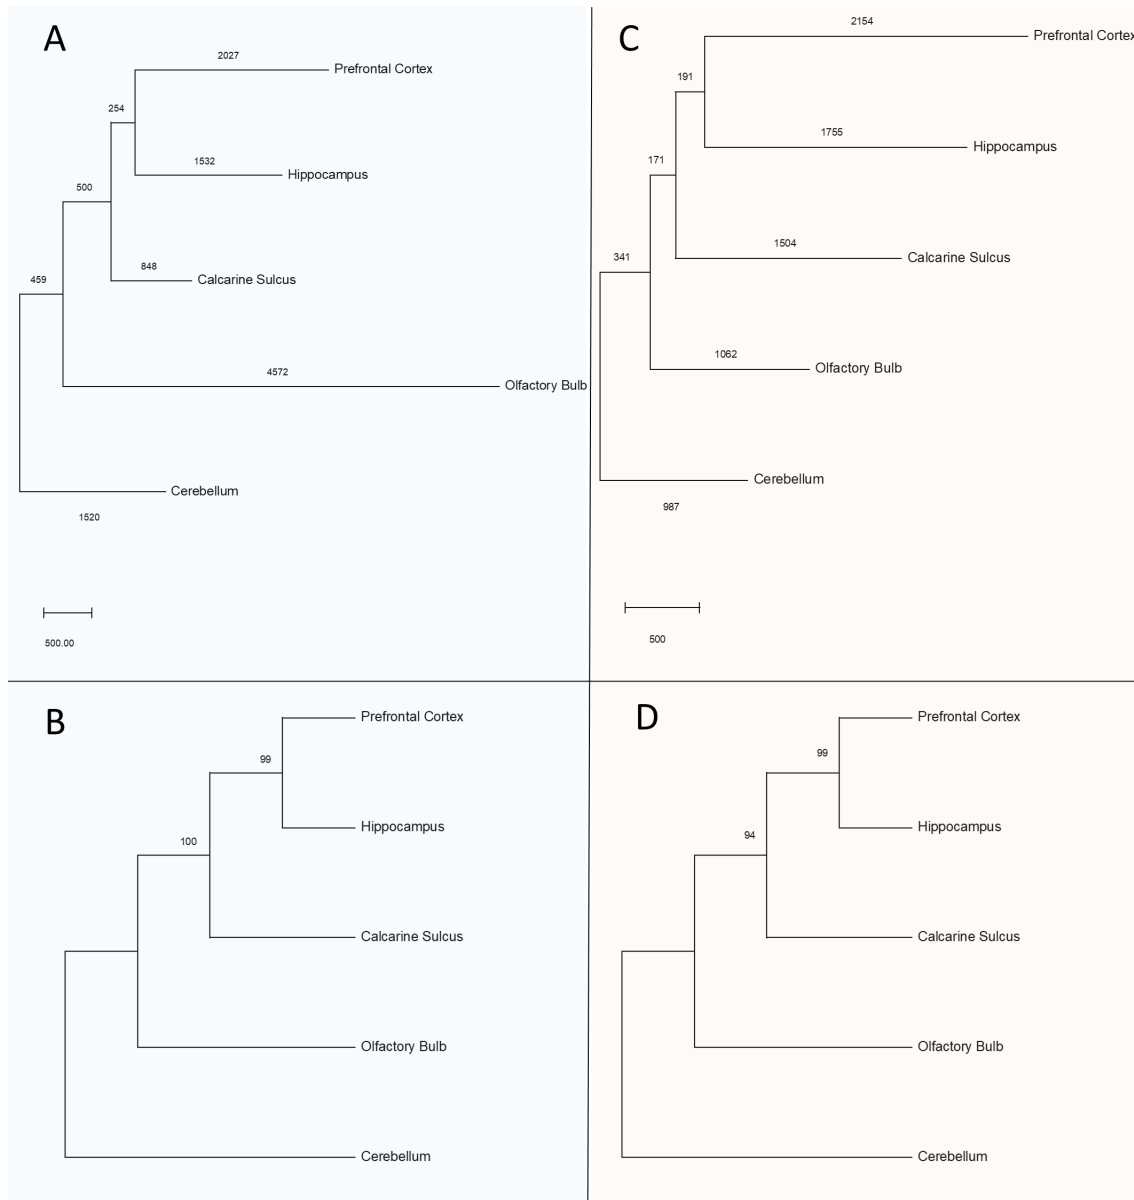 A
2027
Prefrontal Cortex
254
1532
Hippocampus
500
848
Calcarine Sulcus
459
4572
Olfactory Bulb
Cerebellum
1520
500.00
C
2154
Prefrontal Cortex
191
1755
Hippocampus
171
1504
Calcarine Sulcus
341
1062
Olfactory Bulb
Cerebellum
987
500
B
Prefrontal Cortex
99
Hippocampus
100
Calcarine Sulcus
Olfactory Bulb
Cerebellum
D
Prefrontal Cortex
99
Hippocampus
94
Calcarine Sulcus
Olfactory Bulb
Cerebellum